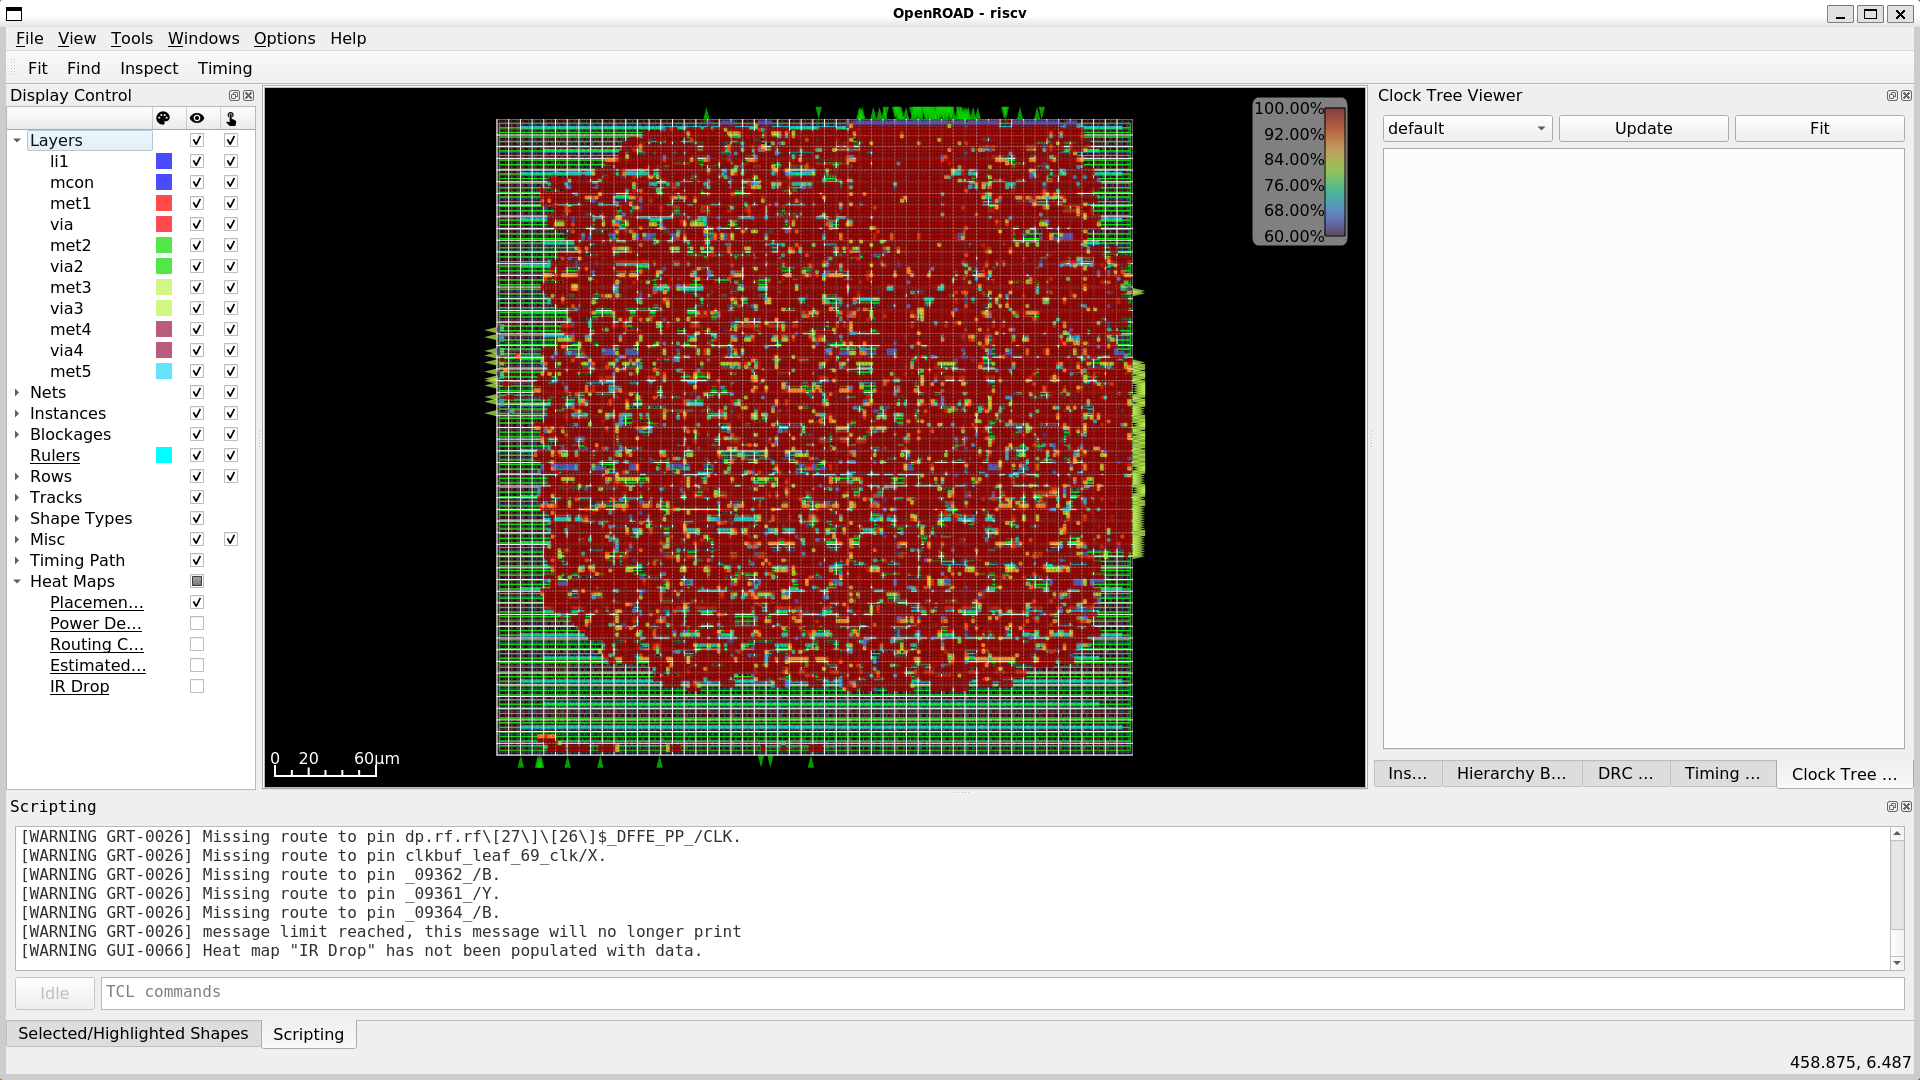 OpenROAD - riscv
File View Tools Windows Options Help
Fit Find Inspect Timing
Display Control
Layers
li1
mcon
met1
via
met2
via2
met3
via3
met4
via4
met5
Nets
Instances
Blockages
Rulers
Rows
Tracks
Shape Types
Misc
Timing Path
Heat Maps
Placemen...
Power De...
Routing C...
Estimated...
IR Drop
100.00%
92.00%
84.00%
76.00%
68.00%
60.00%
0 20 60μm
Clock Tree Viewer
default Update Fit
Ins... Hierarchy B... DRC ... Timing ... Clock Tree ...
Scripting
[WARNING GRT-0026] Missing route to pin dp.rf.rf\[27\]\[26\]$_DFFE_PP_/CLK.
[WARNING GRT-0026] Missing route to pin clkbuf_leaf_69_clk/X.
[WARNING GRT-0026] Missing route to pin _09362_/B.
[WARNING GRT-0026] Missing route to pin _09361_/Y.
[WARNING GRT-0026] Missing route to pin _09364_/B.
[WARNING GRT-0026] message limit reached, this message will no longer print
[WARNING GUI-0066] Heat map "IR Drop" has not been populated with data.
Idle TCL commands
Selected/Highlighted Shapes Scripting
458.875, 6.487